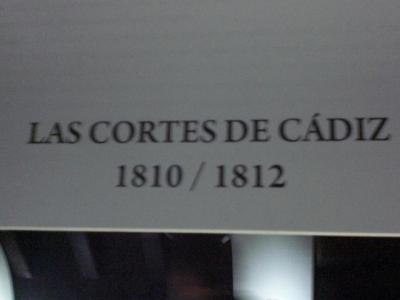 LAS CORTES DE CÁDIZ
1810 / 1812